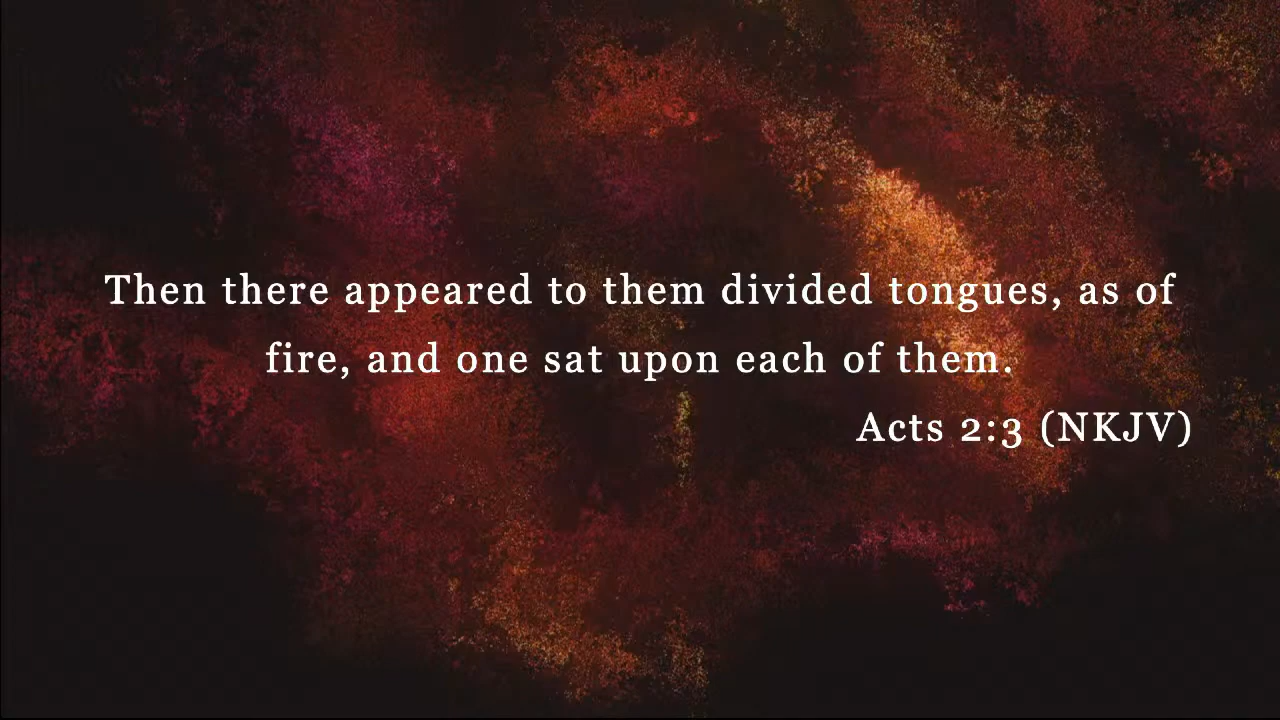 Then there appeared to them divided tongues, as of
fire, and one sat upon each of them.
Acts 2:3 (NKJV)